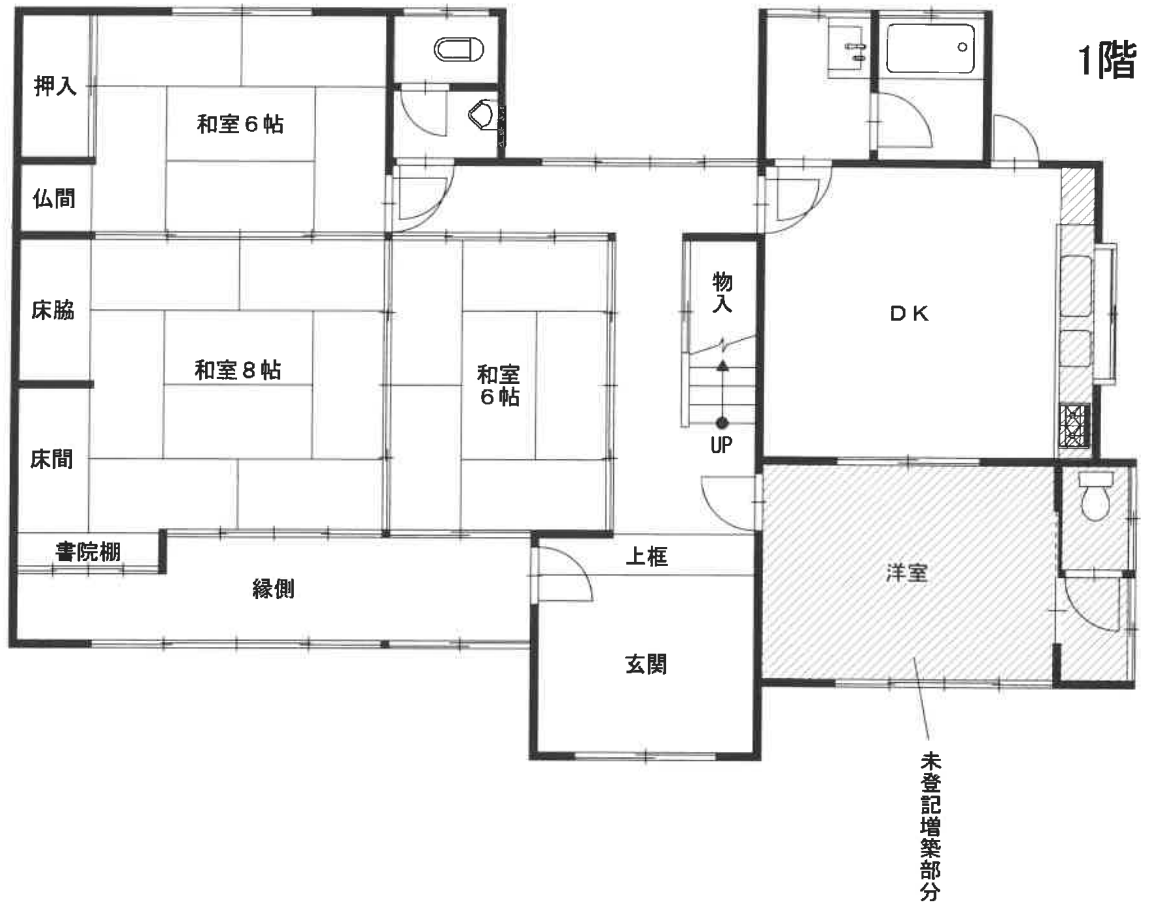 1階
押入
和室６帖
仏間
床脇
和室８帖
床間
書院棚
縁側
和室
６帖
物入
UP
上框
玄関
ＤＫ
洋室
未登記増築部分